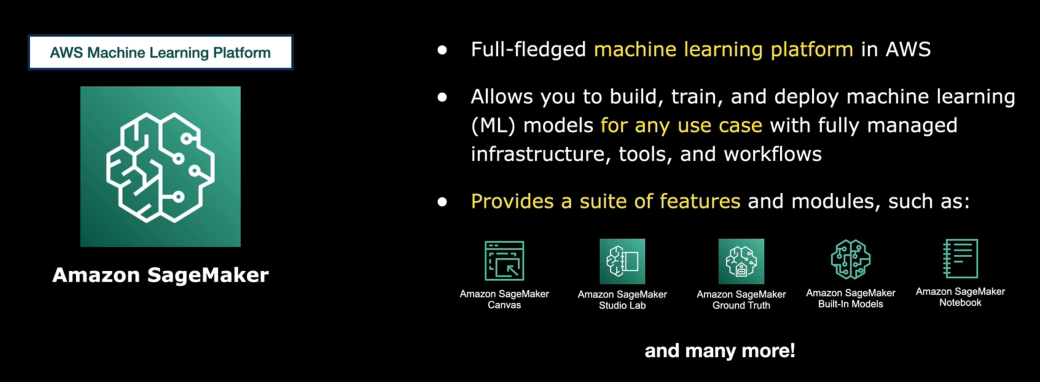 AWS Machine Learning Platform
Amazon SageMaker
● Full-fledged machine learning platform in AWS
● Allows you to build, train, and deploy machine learning
(ML) models for any use case with fully managed
infrastructure, tools, and workflows
● Provides a suite of features and modules, such as:
Amazon SageMaker
Canvas
Amazon SageMaker
Studio Lab
Amazon SageMaker
Ground Truth
Amazon SageMaker
Built-In Models
Amazon SageMaker
Notebook
and many more!